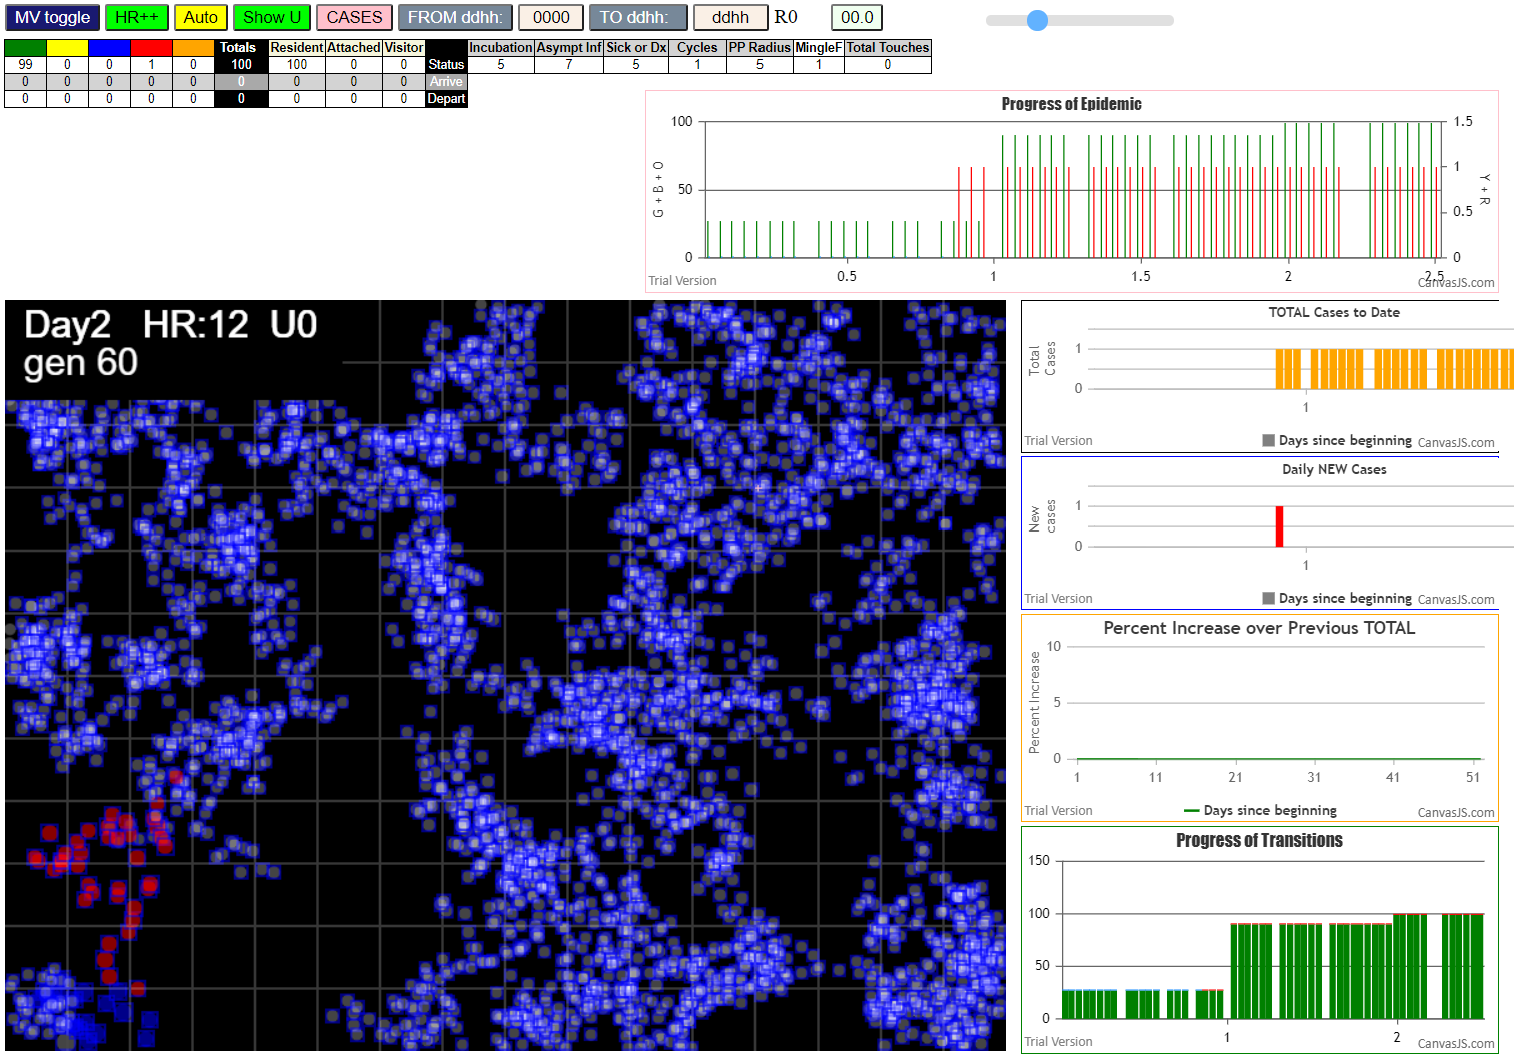 MV toggle HR++ Auto Show U CASES FROM ddhh: 0000 TO ddhh: ddhh R0 00.0
Totals Resident Attached Visitor Incubation Asympt Inf Sick or Dx Cycles PP Radius MingleF Total Touches
99 0 0 1 0 100 100 0 0 Status 5 7 5 1 5 1 0
0 0 0 0 0 0 0 0 0 Arrive
0 0 0 0 0 0 0 0 0 Depart
Progress of Epidemic
100 1.5
G + B + O
Y + R
1
50
0.5
0 0
0.5 1 1.5 2 2.5
Trial Version CanvasJS.com
Day2 HR:12 U0
gen 60
TOTAL Cases to Date
Total
Cases
1
0
1
Days since beginning
Trial Version CanvasJS.com
Daily NEW Cases
New
cases
1
0
1
Days since beginning
Trial Version CanvasJS.com
Percent Increase over Previous TOTAL
Percent Increase
10
5
0
1 11 21 31 41 51
Days since beginning
Trial Version CanvasJS.com
Progress of Transitions
150
100
50
0
1 2
Trial Version CanvasJS.com